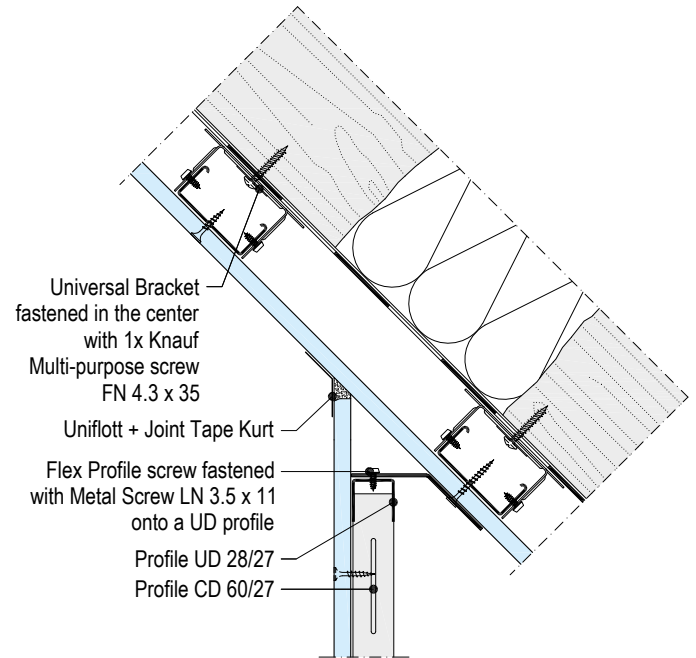 Universal Bracket
fastened in the center
with 1x Knauf
Multi-purpose screw
FN 4.3 x 35
Uniflott + Joint Tape Kurt
Flex Profile screw fastened
with Metal Screw LN 3.5 x 11
onto a UD profile
Profile UD 28/27
Profile CD 60/27